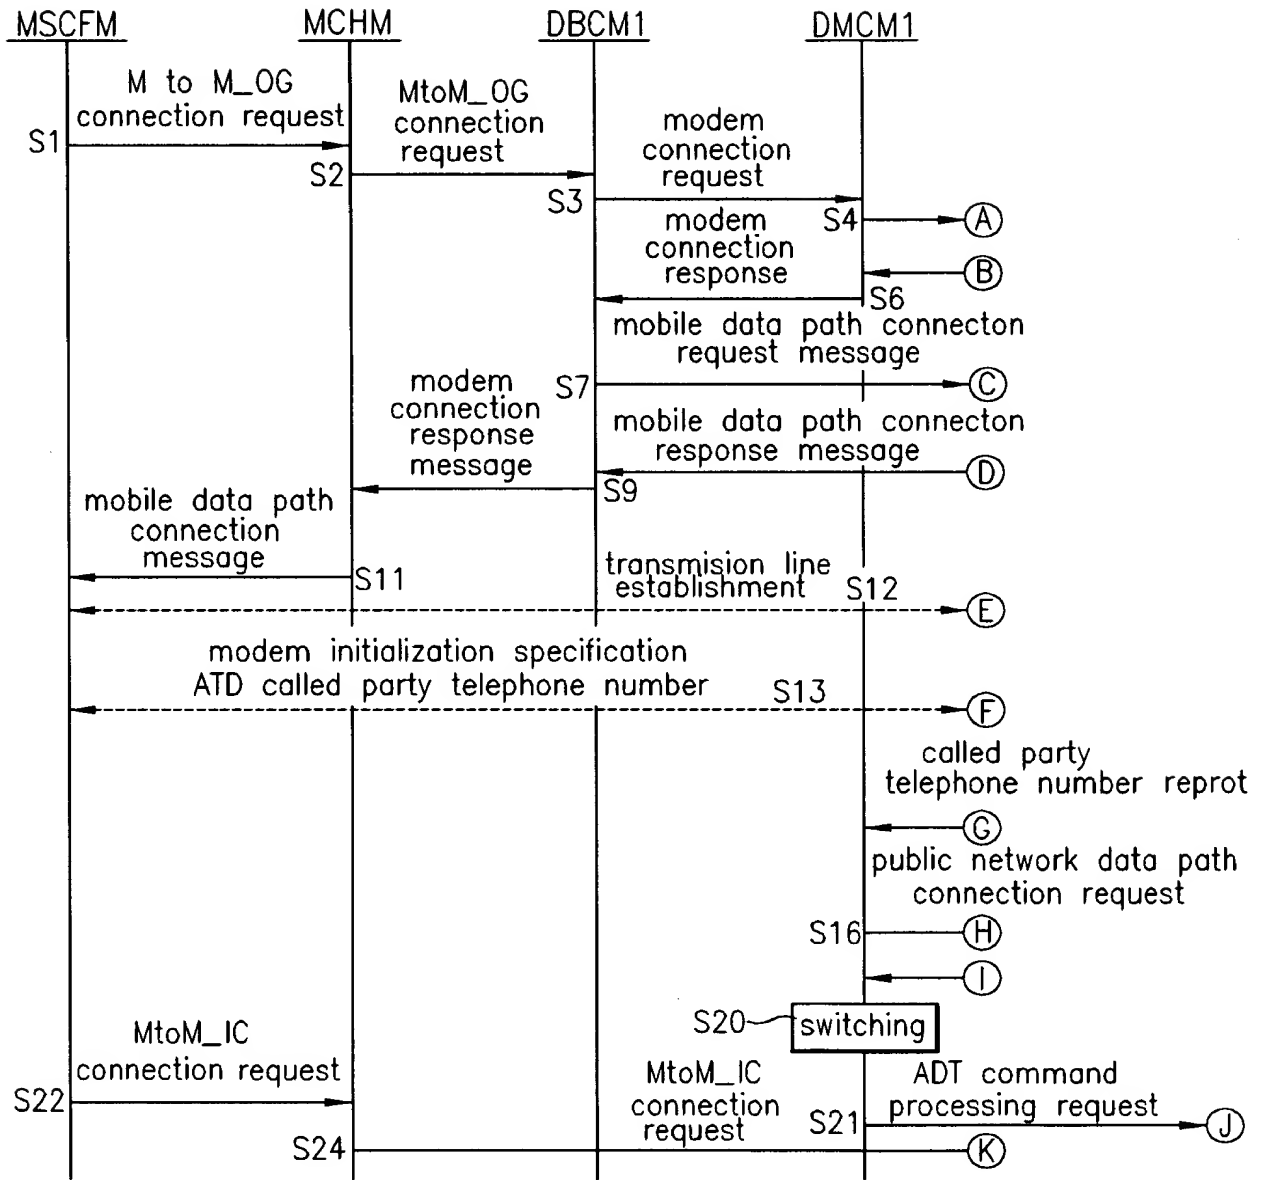 MSCFM
MCHM
DBCM1
DMCM1
M to M_OG
connection request
S1
MtoM_OG
connection
request
S2
modem
connection
request
S3
S4
A
modem
connection
response
B
S6
mobile data path connecton
request message
S7
C
modem
connection
response
message
mobile data path connecton
response message
D
S9
mobile data path
connection
message
S11
transmision line
establishment
S12
E
modem initialization specification
ATD called party telephone number
S13
F
called party
telephone number reprot
G
public network data path
connection request
S16
H
I
S20
switching
MtoM_IC
connection request
S22
MtoM_IC
connection
request
ADT command
processing request
S21
J
S24
K